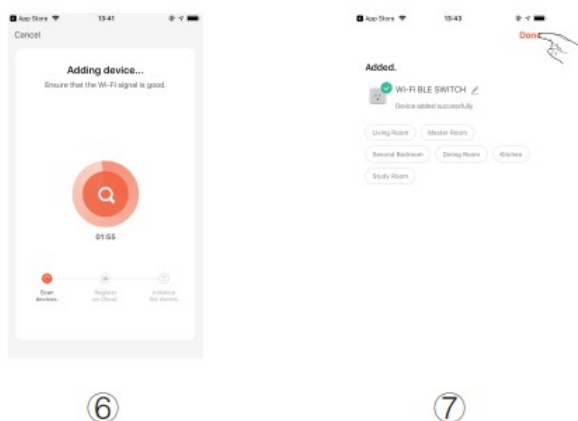 App Store 13:41
Cancel
Adding device...
Ensure that the Wi-Fi signal is good.
01:55
Scan devices.
Register on Cloud.
Initialize the device.
⑥
App Store 13:43
Done
Added.
Wi-Fi BLE SWITCH
Device added successfully
Living Room Master Room
Second Bedroom Dining Room Kitchen
Study Room
⑦